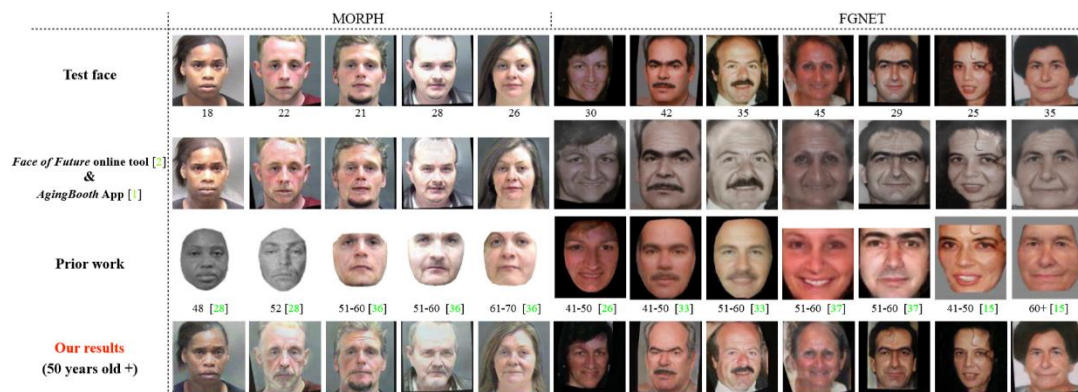 MORPH FGNET
Test face
18 22 21 28 26 30 42 35 45 29 25 35
Face of Future online tool [2]
&
AgingBooth App [1]
Prior work
48 [28] 52 [28] 51-60 [36] 51-60 [36] 61-70 [36] 41-50 [26] 41-50 [33] 51-60 [33] 51-60 [37] 51-60 [37] 41-50 [15] 60+ [15]
Our results
(50 years old +)